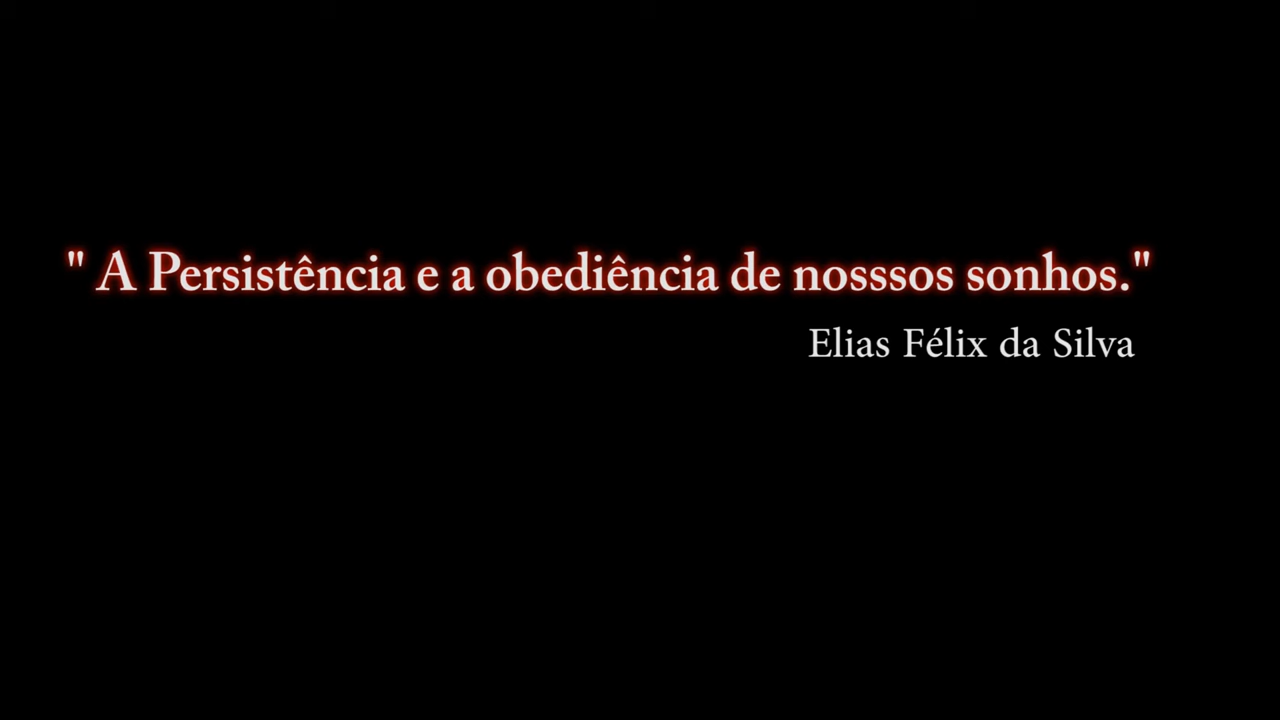 " A Persistência e a obediência de nosssos sonhos."
Elias Félix da Silva